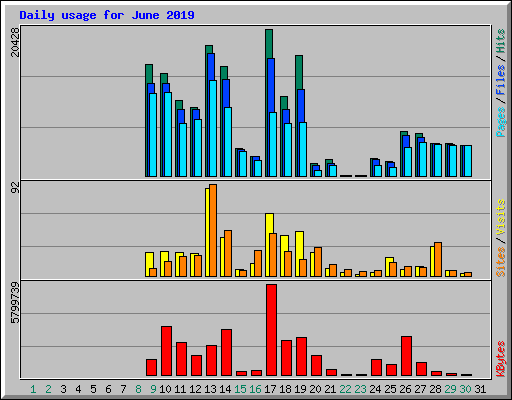 Daily usage for June 2019
20428
Pages / Files / Hits
92
Sites / Visits
5799739
KBytes
1 2 3 4 5 6 7 8 9 10 11 12 13 14 15 16 17 18 19 20 21 22 23 24 25 26 27 28 29 30 31